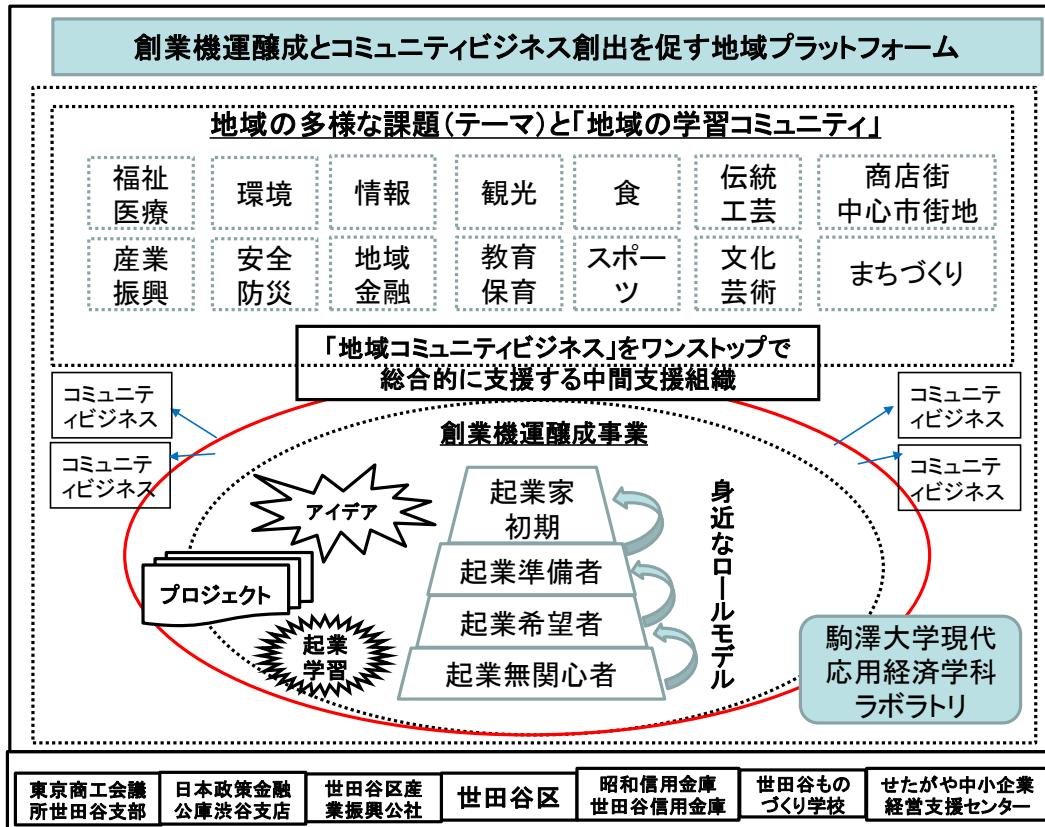 創業機運醸成とコミュニティビジネス創出を促す地域プラットフォーム
地域の多様な課題（テーマ）と「地域の学習コミュニティ」
福祉
医療
環境
情報
観光
食
伝統
工芸
商店街
中心市街地
産業
振興
安全
防災
地域
金融
教育
保育
スポー
ツ
文化
芸術
まちづくり
「地域コミュニティビジネス」をワンストップで
総合的に支援する中間支援組織
コミュニテ
ィビジネス
コミュニテ
ィビジネス
コミュニテ
ィビジネス
コミュニテ
ィビジネス
創業機運醸成事業
アイデア
プロジェクト
起業
学習
起業家
初期
起業準備者
起業希望者
起業無関心者
身近なロールモデル
駒澤大学現代
応用経済学科
ラボラトリ
東京商工会議
所世田谷支部
日本政策金融
公庫渋谷支店
世田谷区産
業振興公社
世田谷区
昭和信用金庫
世田谷信用金庫
世田谷もの
づくり学校
せたがや中小企業
経営支援センター